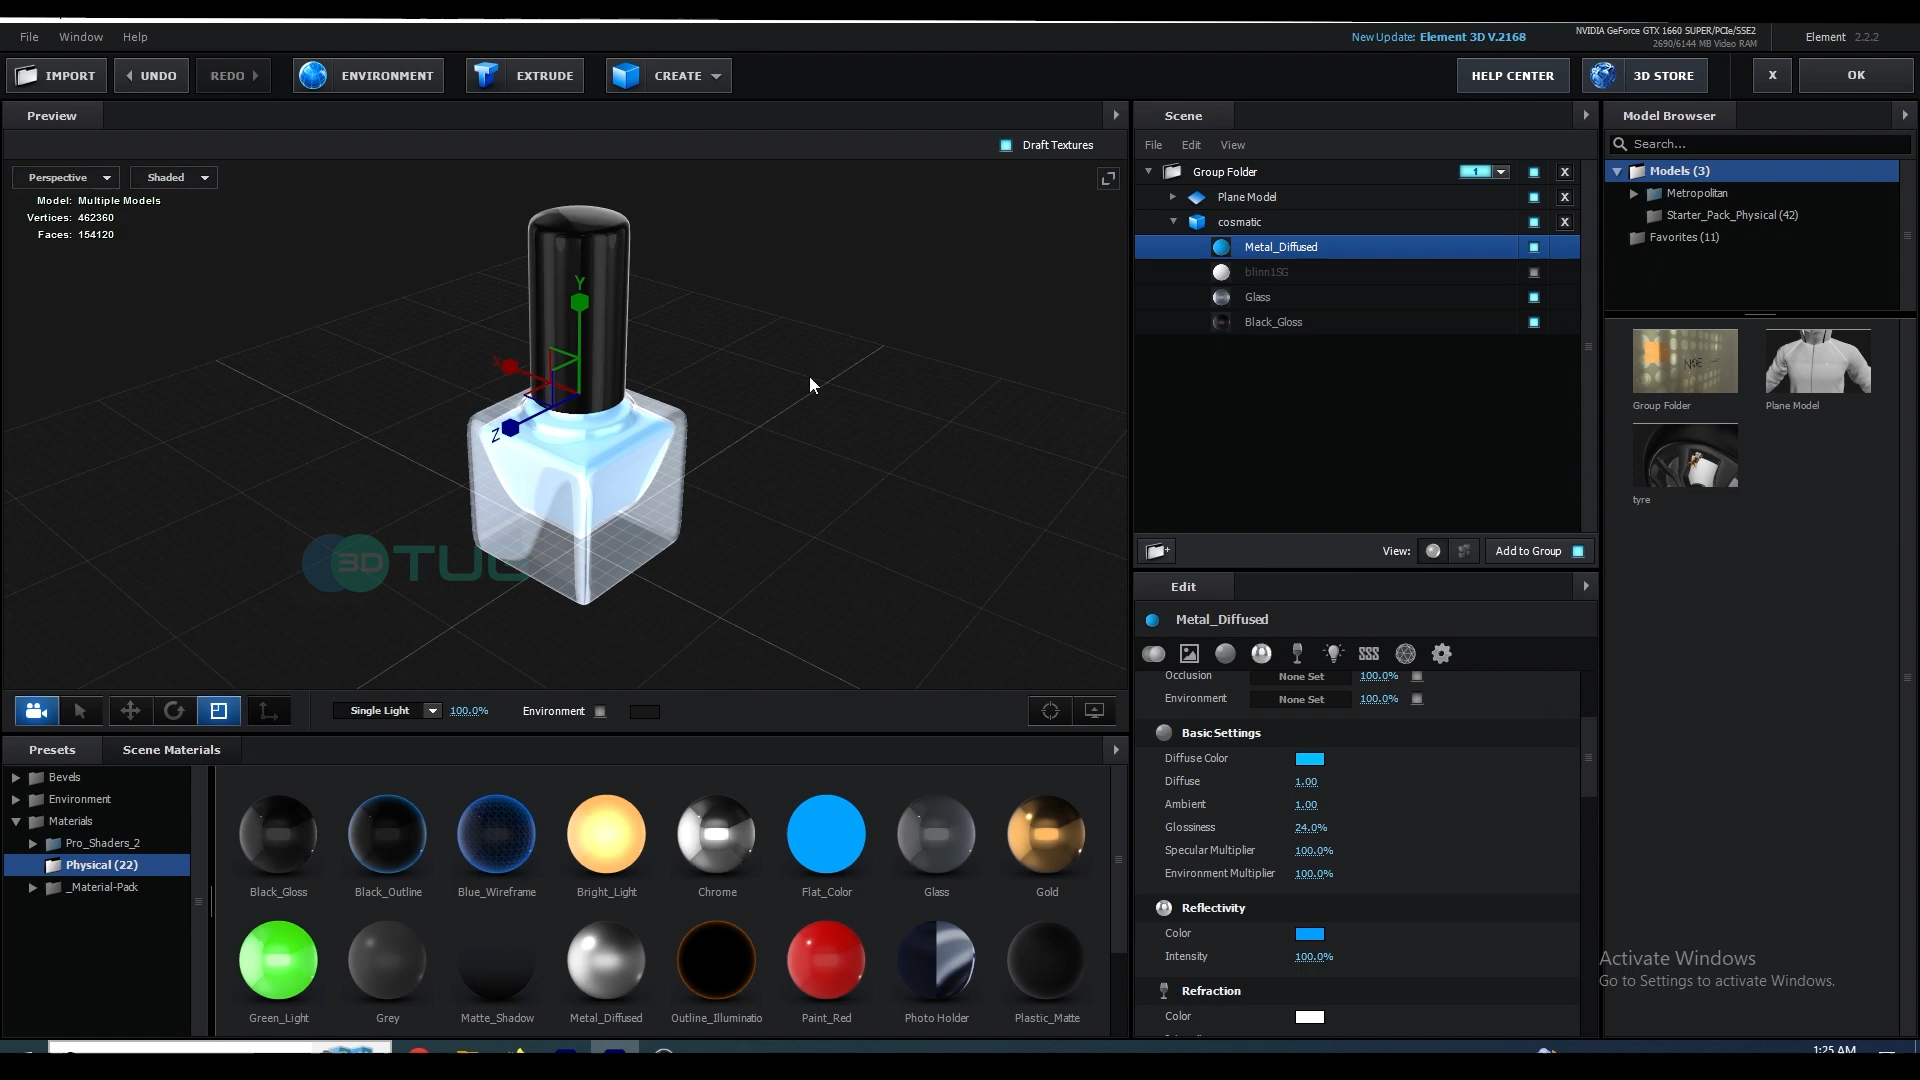 File Window Help
New Update: Element 3D V.2168
NVIDIA GeForce GTX 1660 SUPER/PCIe/SSE2
2690/6144 MB Video RAM
Element 2.2.2
IMPORT
UNDO
REDO
ENVIRONMENT
EXTRUDE
CREATE
HELP CENTER
3D STORE
X
OK
Preview
Draft Textures
Perspective
Shaded
Model: Multiple Models
Vertices: 462360
Faces: 154120
Y
X
Z
3D TUT
Single Light
100.0%
Environment
Scene
File Edit View
Group Folder
1
X
Plane Model
X
cosmatic
X
Metal_Diffused
blinn1SG
Glass
Black_Gloss
View:
Add to Group
Edit
Metal_Diffused
Occlusion None Set 100.0%
Environment None Set 100.0%
Basic Settings
Diffuse Color
Diffuse 1.00
Ambient 1.00
Glossiness 24.0%
Specular Multiplier 100.0%
Environment Multiplier 100.0%
Reflectivity
Color
Intensity 100.0%
Refraction
Color
Model Browser
Search...
Models (3)
Metropolitan
Starter_Pack_Physical (42)
Favorites (11)
Group Folder
Plane Model
tyre
Presets
Scene Materials
Bevels
Environment
Materials
Pro_Shaders_2
Physical (22)
_Material-Pack
Black_Gloss
Black_Outline
Blue_Wireframe
Bright_Light
Chrome
Flat_Color
Glass
Gold
Green_Light
Grey
Matte_Shadow
Metal_Diffused
Outline_Illuminatio
Paint_Red
Photo Holder
Plastic_Matte
Activate Windows
Go to Settings to activate Windows.
1:25 AM